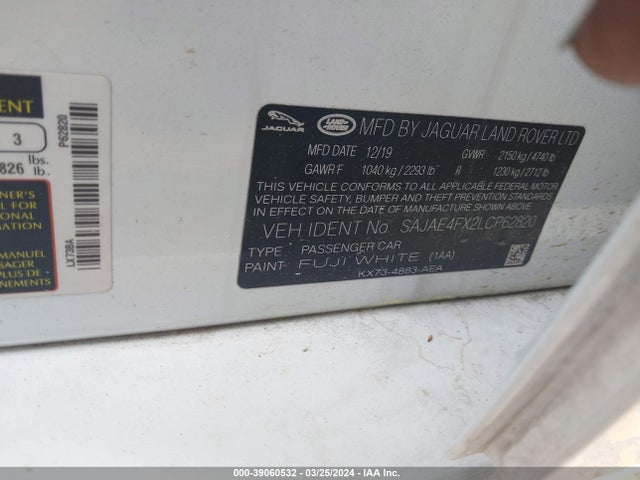 ENT
3
826 lbs.
lb.
NER'S
FOR
ONAL
ION
MANUEL
SAGER
PLUS DE
NEMENTS
LX73BA
P62820
JAGUAR
LAND ROVER
MFD BY JAGUAR LAND ROVER LTD
MFD DATE 12/19 GVWR 2150 kg / 4740 lb
GAWR F 1040 kg / 2293 lb R 1230 kg / 2712 lb
THIS VEHICLE CONFORMS TO ALL APPLICABLE FEDERAL MOTOR
VEHICLE SAFETY, BUMPER AND THEFT PREVENTION STANDARDS
IN EFFECT ON THE DATE OF MANUFACTURE SHOWN ABOVE
VEH IDENT No. SAJAE4FX2LCP62820
TYPE PASSENGER CAR
PAINT FUJI WHITE (1AA)
KX73-4883-AEA
000-39060532 - 03/25/2024 - IAA Inc.